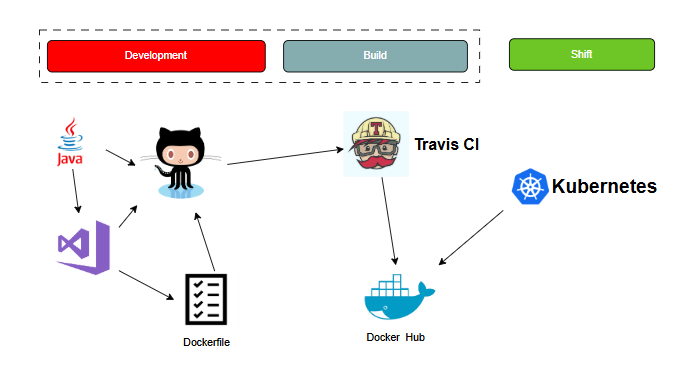 Development
Build
Shift
Java
T
Travis CI
Kubernetes
Dockerfile
Docker Hub